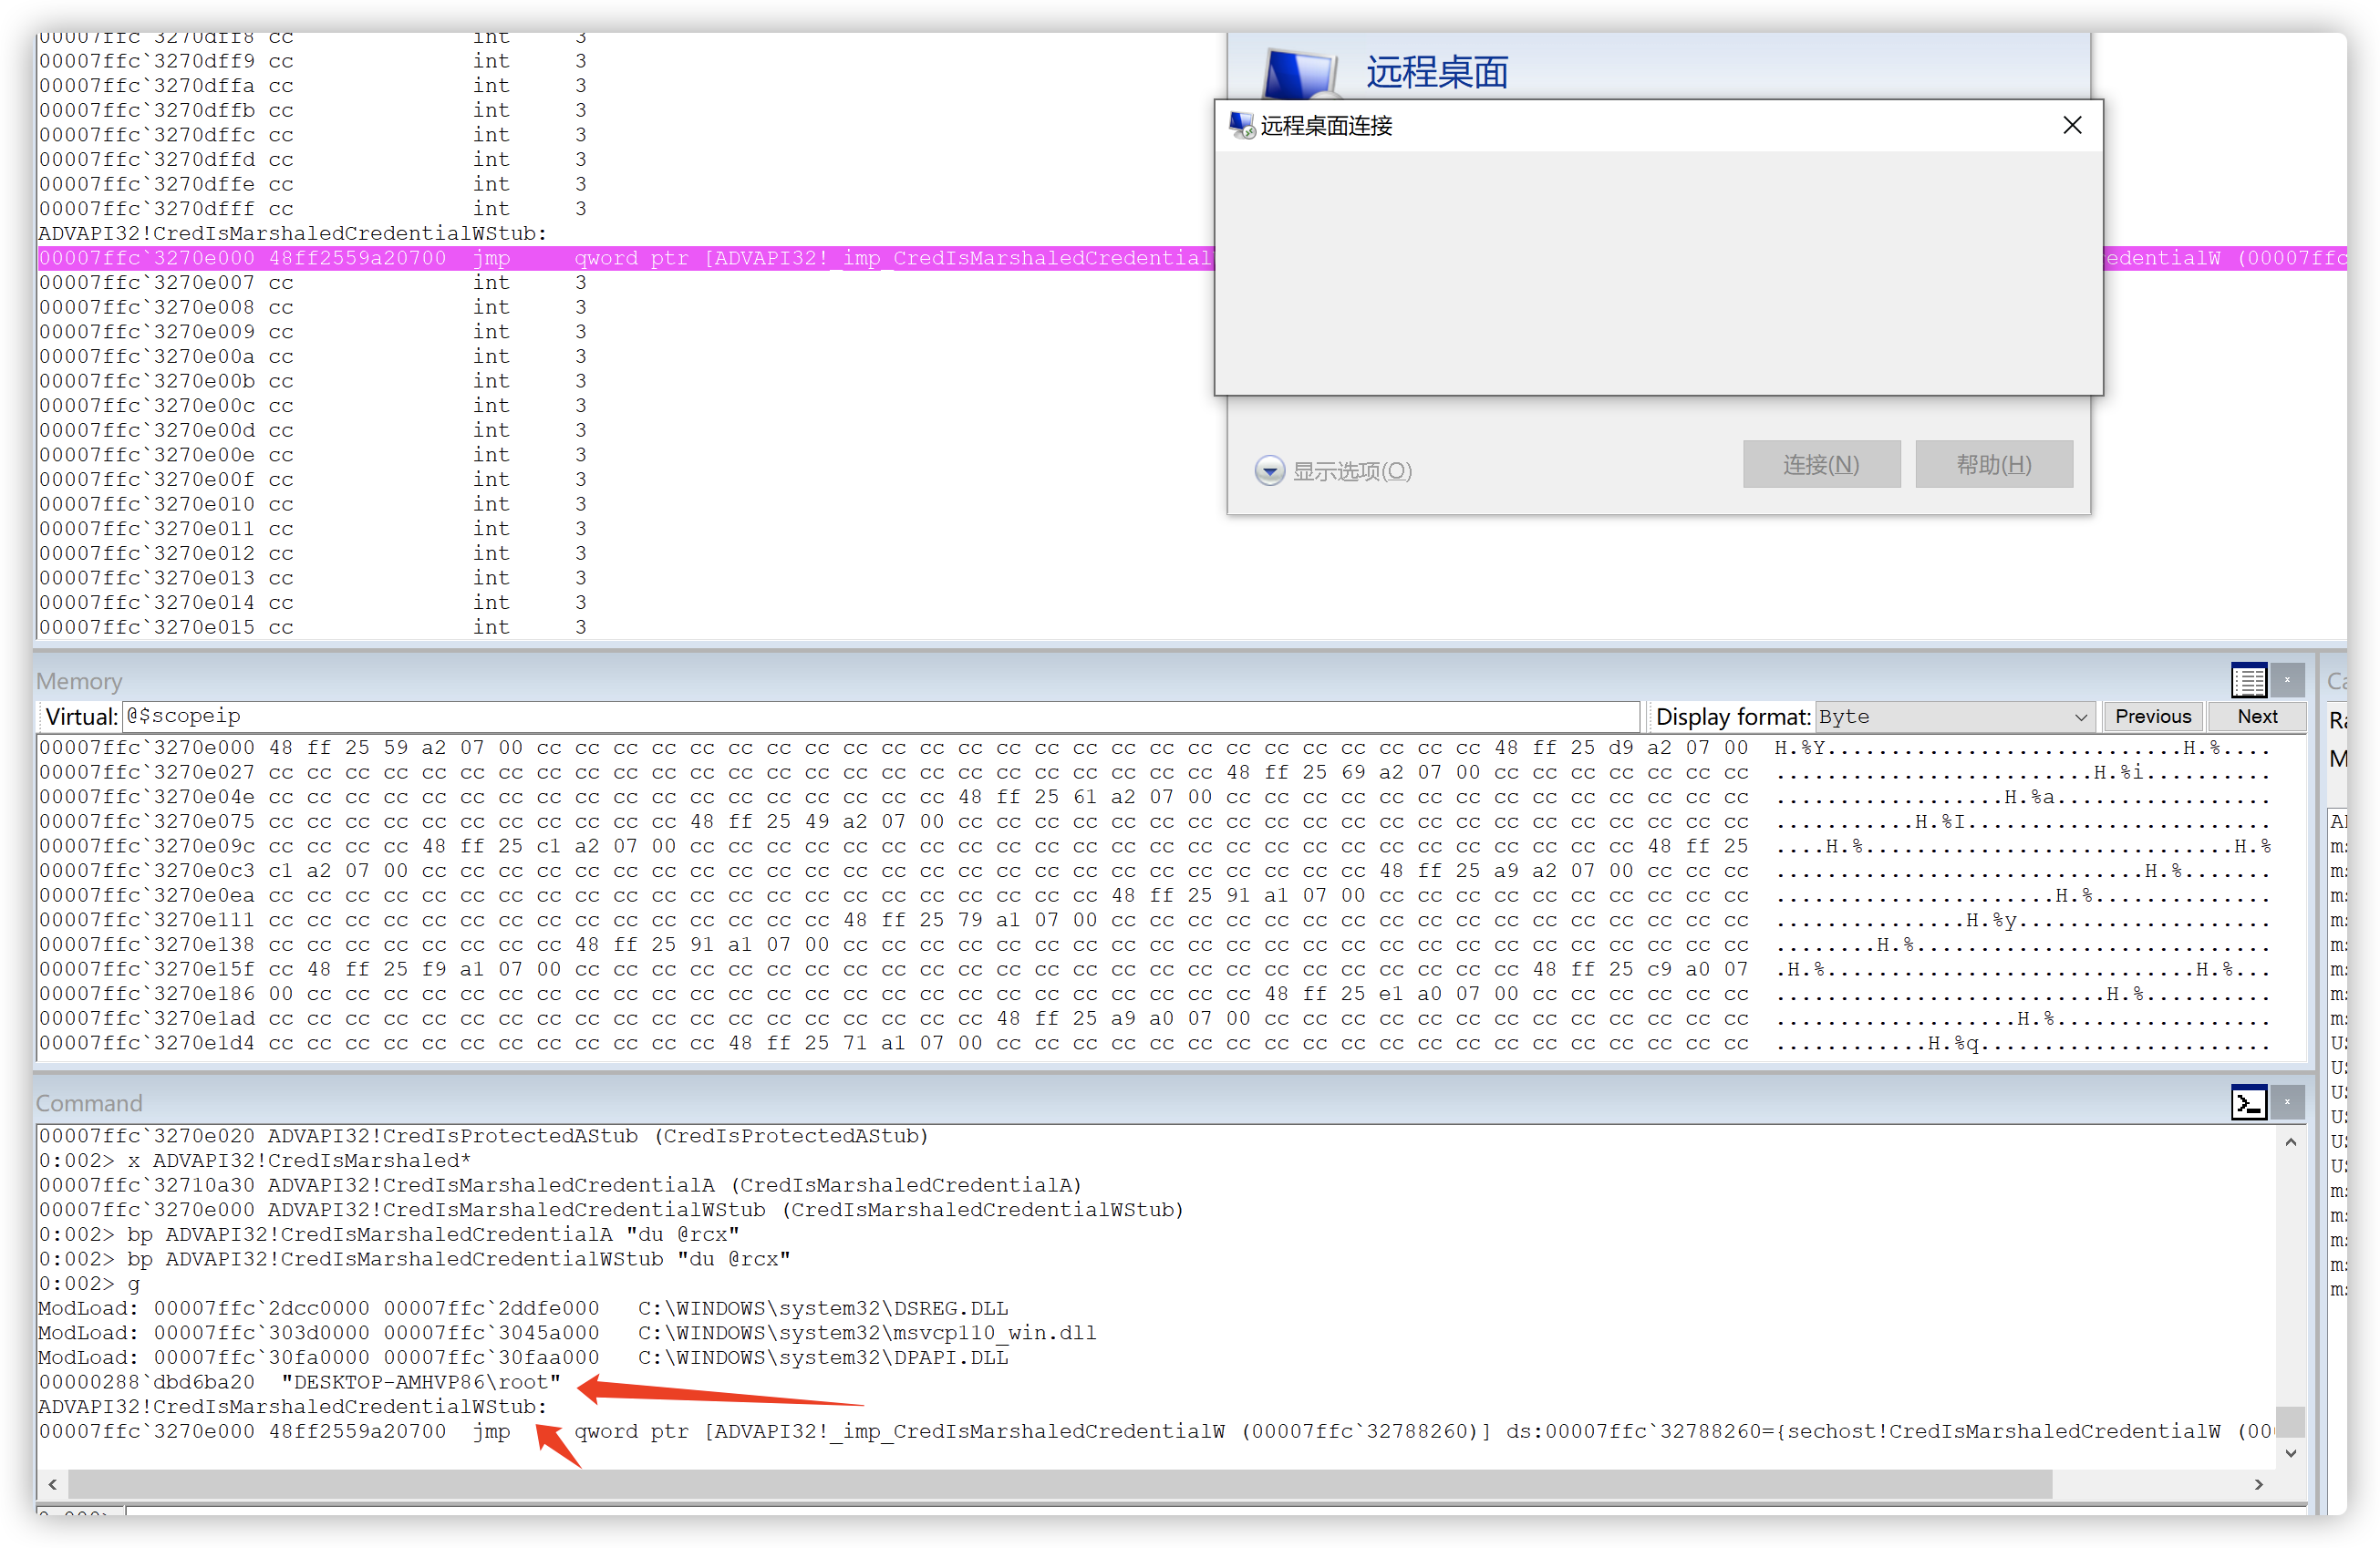 00007ffc`3270dff8 cc int 3
00007ffc`3270dff9 cc int 3
00007ffc`3270dffa cc int 3
00007ffc`3270dffb cc int 3
00007ffc`3270dffc cc int 3
00007ffc`3270dffd cc int 3
00007ffc`3270dffe cc int 3
00007ffc`3270dfff cc int 3
ADVAPI32!CredIsMarshaledCredentialWStub:
00007ffc`3270e000 48ff2559a20700 jmp qword ptr [ADVAPI32!_imp_CredIsMarshaledCredential edentialW (00007ffc
00007ffc`3270e007 cc int 3
00007ffc`3270e008 cc int 3
00007ffc`3270e009 cc int 3
00007ffc`3270e00a cc int 3
00007ffc`3270e00b cc int 3
00007ffc`3270e00c cc int 3
00007ffc`3270e00d cc int 3
00007ffc`3270e00e cc int 3
00007ffc`3270e00f cc int 3
00007ffc`3270e010 cc int 3
00007ffc`3270e011 cc int 3
00007ffc`3270e012 cc int 3
00007ffc`3270e013 cc int 3
00007ffc`3270e014 cc int 3
00007ffc`3270e015 cc int 3
远程桌面
远程桌面连接
显示选项(O)
连接(N)
帮助(H)
Memory
Virtual: @$scopeip Display format: Byte Previous Next
00007ffc`3270e000 48 ff 25 59 a2 07 00 cc cc cc cc cc cc cc cc cc cc cc cc cc cc cc cc cc cc cc cc cc cc cc cc cc 48 ff 25 d9 a2 07 00 H.%Y.........................H.%....
00007ffc`3270e027 cc cc cc cc cc cc cc cc cc cc cc cc cc cc cc cc cc cc cc cc cc cc cc cc cc 48 ff 25 69 a2 07 00 cc cc cc cc cc cc cc .........................H.%i..........
00007ffc`3270e04e cc cc cc cc cc cc cc cc cc cc cc cc cc cc cc cc cc cc 48 ff 25 61 a2 07 00 cc cc cc cc cc cc cc cc cc cc cc cc cc cc ..................H.%a.................
00007ffc`3270e075 cc cc cc cc cc cc cc cc cc cc cc 48 ff 25 49 a2 07 00 cc cc cc cc cc cc cc cc cc cc cc cc cc cc cc cc cc cc cc cc cc ...........H.%I........................
00007ffc`3270e09c cc cc cc cc 48 ff 25 c1 a2 07 00 cc cc cc cc cc cc cc cc cc cc cc cc cc cc cc cc cc cc cc cc cc cc cc cc cc 48 ff 25 ....H.%.............................H.%
00007ffc`3270e0c3 c1 a2 07 00 cc cc cc cc cc cc cc cc cc cc cc cc cc cc cc cc cc cc cc cc cc cc cc cc cc 48 ff 25 a9 a2 07 00 cc cc cc .............................H.%.......
00007ffc`3270e0ea cc cc cc cc cc cc cc cc cc cc cc cc cc cc cc cc cc cc cc cc cc cc 48 ff 25 91 a1 07 00 cc cc cc cc cc cc cc cc cc cc ......................H.%..............
00007ffc`3270e111 cc cc cc cc cc cc cc cc cc cc cc cc cc cc cc 48 ff 25 79 a1 07 00 cc cc cc cc cc cc cc cc cc cc cc cc cc cc cc cc cc ...............H.%y....................
00007ffc`3270e138 cc cc cc cc cc cc cc cc 48 ff 25 91 a1 07 00 cc cc cc cc cc cc cc cc cc cc cc cc cc cc cc cc cc cc cc cc cc cc cc cc ........H.%............................
00007ffc`3270e15f cc 48 ff 25 f9 a1 07 00 cc cc cc cc cc cc cc cc cc cc cc cc cc cc cc cc cc cc cc cc cc cc cc cc cc 48 ff 25 c9 a0 07 .H.%.............................H.%...
00007ffc`3270e186 00 cc cc cc cc cc cc cc cc cc cc cc cc cc cc cc cc cc cc cc cc cc cc cc cc cc 48 ff 25 e1 a0 07 00 cc cc cc cc cc cc ..........................H.%..........
00007ffc`3270e1ad cc cc cc cc cc cc cc cc cc cc cc cc cc cc cc cc cc cc cc 48 ff 25 a9 a0 07 00 cc cc cc cc cc cc cc cc cc cc cc cc cc ...................H.%.................
00007ffc`3270e1d4 cc cc cc cc cc cc cc cc cc cc cc cc 48 ff 25 71 a1 07 00 cc cc cc cc cc cc cc cc cc cc cc cc cc cc cc cc cc cc cc cc ............H.%q.......................
Command
00007ffc`3270e020 ADVAPI32!CredIsProtectedAStub (CredIsProtectedAStub)
0:002> x ADVAPI32!CredIsMarshaled*
00007ffc`32710a30 ADVAPI32!CredIsMarshaledCredentialA (CredIsMarshaledCredentialA)
00007ffc`3270e000 ADVAPI32!CredIsMarshaledCredentialWStub (CredIsMarshaledCredentialWStub)
0:002> bp ADVAPI32!CredIsMarshaledCredentialA "du @rcx"
0:002> bp ADVAPI32!CredIsMarshaledCredentialWStub "du @rcx"
0:002> g
ModLoad: 00007ffc`2dcc0000 00007ffc`2ddfe000 C:\WINDOWS\system32\DSREG.DLL
ModLoad: 00007ffc`303d0000 00007ffc`3045a000 C:\WINDOWS\system32\msvcp110_win.dll
ModLoad: 00007ffc`30fa0000 00007ffc`30faa000 C:\WINDOWS\system32\DPAPI.DLL
00000288`dbd6ba20 "DESKTOP-AMHVP86\root"
ADVAPI32!CredIsMarshaledCredentialWStub:
00007ffc`3270e000 48ff2559a20700 jmp qword ptr [ADVAPI32!_imp_CredIsMarshaledCredentialW (00007ffc`32788260)] ds:00007ffc`32788260={sechost!CredIsMarshaledCredentialW (00